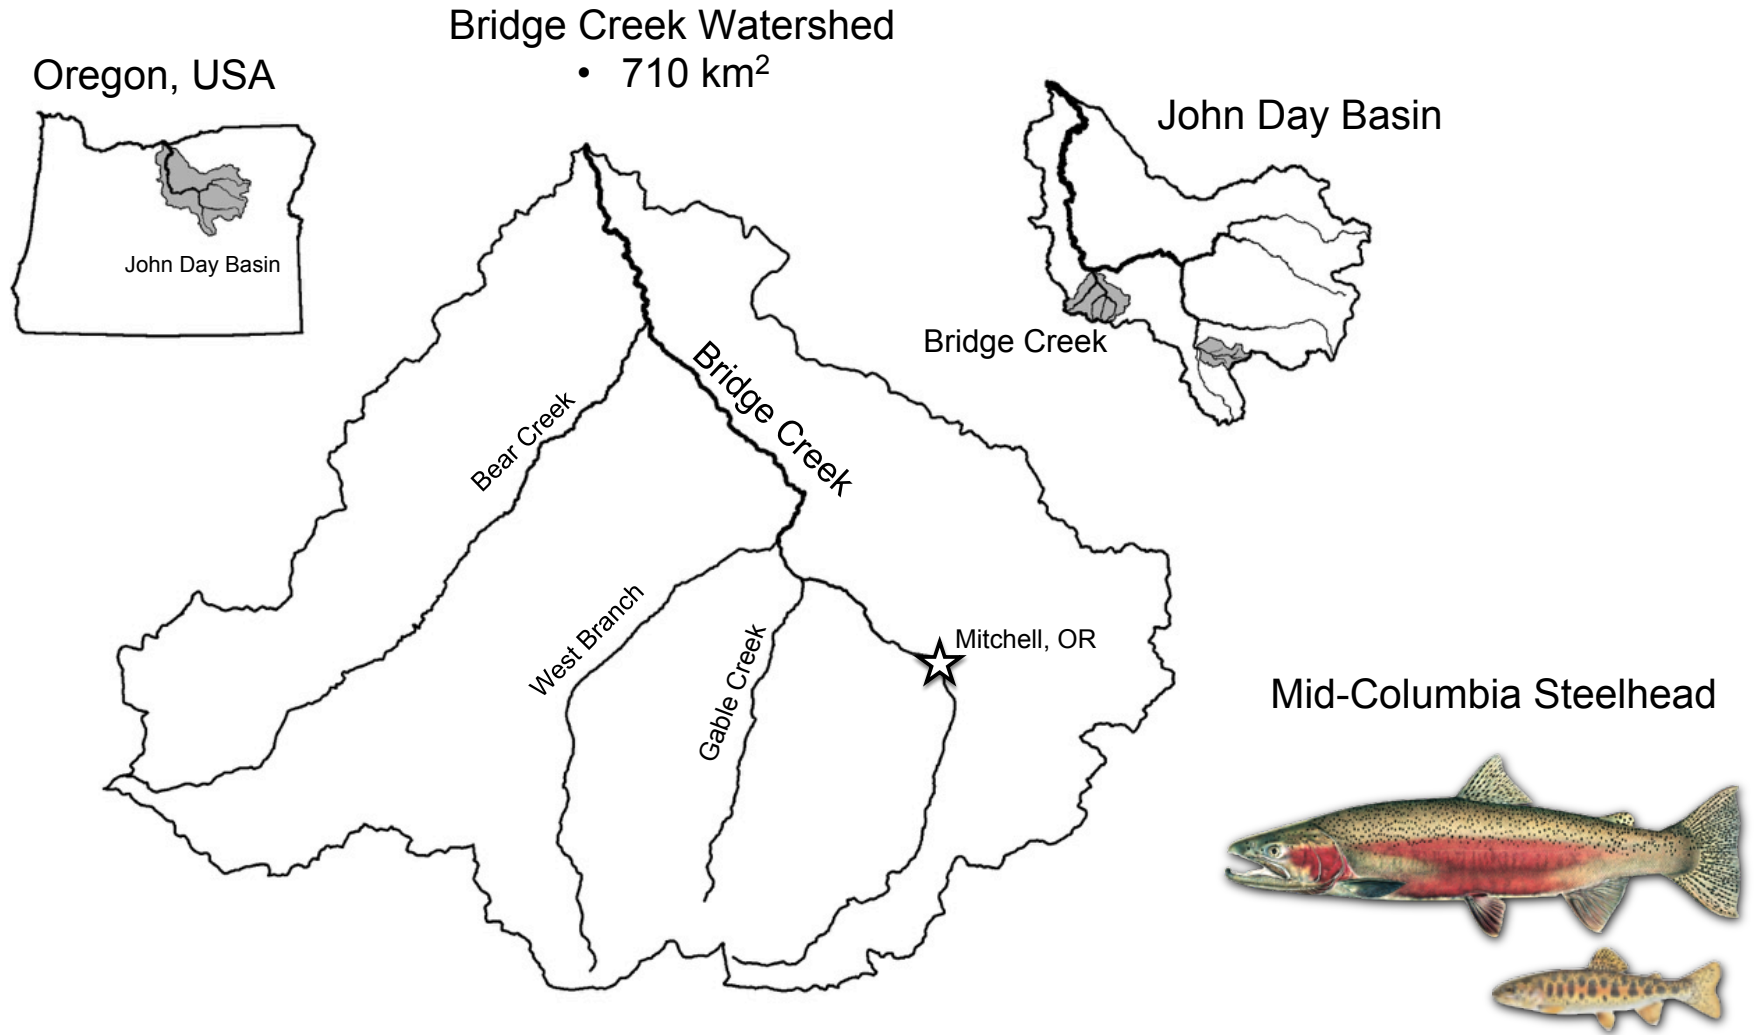 Bridge Creek Watershed
• 710 km²
Oregon, USA
John Day Basin
John Day Basin
Bridge Creek
Bridge Creek
Bear Creek
West Branch
Gable Creek
Mitchell, OR
Mid-Columbia Steelhead